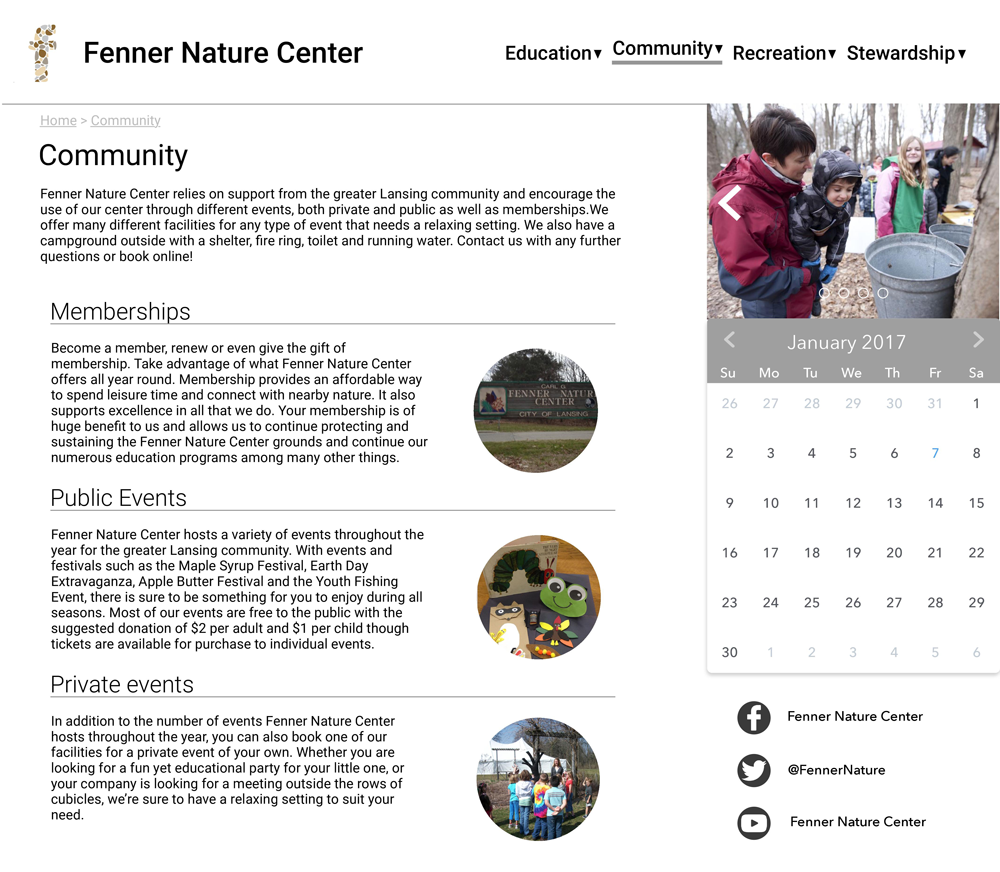 Fenner Nature Center
Education▾
Community▾
Recreation▾
Stewardship▾
Home > Community
Community
Fenner Nature Center relies on support from the greater Lansing community and encourage the
use of our center through different events, both private and public as well as memberships.We
offer many different facilities for any type of event that needs a relaxing setting. We also have a
campground outside with a shelter, fire ring, toilet and running water. Contact us with any further
questions or book online!
Memberships
Become a member, renew or even give the gift of
membership. Take advantage of what Fenner Nature Center
offers all year round. Membership provides an affordable way
to spend leisure time and connect with nearby nature. It also
supports excellence in all that we do. Your membership is of
huge benefit to us and allows us to continue protecting and
sustaining the Fenner Nature Center grounds and continue our
numerous education programs among many other things.
CARL G.
FENNER NATURE
CENTER
CITY OF LANSING
Public Events
Fenner Nature Center hosts a variety of events throughout the
year for the greater Lansing community. With events and
festivals such as the Maple Syrup Festival, Earth Day
Extravaganza, Apple Butter Festival and the Youth Fishing
Event, there is sure to be something for you to enjoy during all
seasons. Most of our events are free to the public with the
suggested donation of $2 per adult and $1 per child though
tickets are available for purchase to individual events.
Private events
In addition to the number of events Fenner Nature Center
hosts throughout the year, you can also book one of our
facilities for a private event of your own. Whether you are
looking for a fun yet educational party for your little one, or
your company is looking for a meeting outside the rows of
cubicles, we're sure to have a relaxing setting to suit your
need.
January 2017
Su Mo Tu We Th Fr Sa
26 27 28 29 30 31 1
2 3 4 5 6 7 8
9 10 11 12 13 14 15
16 17 18 19 20 21 22
23 24 25 26 27 28 29
30 1 2 3 4 5 6
Fenner Nature Center
@FennerNature
Fenner Nature Center